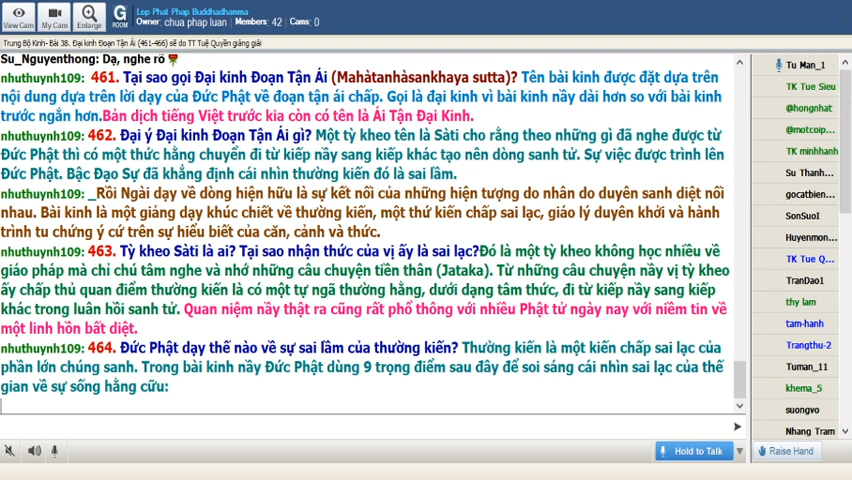 View Cam
My Cam
Enlarge
G
ROOM
Lop Phat Phap Buddhadhamma
Owner: chua phap luan | Members: 42 | Cams: 0
Trung Bộ Kinh- Bài 38. Đại kinh Đoạn Tận Ái (461-466) sẽ do TT Tuệ Quyền giảng giải
Su_Nguyenthong: Dạ, nghe rõ
nhuthuynh109: 461. Tại sao gọi Đại kinh Đoạn Tận Ái (Mahàtanhàsankhaya sutta)? Tên bài kinh được đặt dựa trên
nội dung dựa trên lời dạy của Đức Phật về đoạn tận ái chấp. Gọi là đại kinh vì bài kinh nầy dài hơn so với bài kinh
trước ngắn hơn.Bản dịch tiếng Việt trước kia còn có tên là Ái Tận Đại Kinh.
nhuthuynh109: 462. Đại ý Đại kinh Đoạn Tận Ái gì? Một tỳ kheo tên là Sàti cho rằng theo những gì đã nghe được từ
Đức Phật thì có một thức hằng chuyển đi từ kiếp nầy sang kiếp khác tạo nên dòng sanh tử. Sự việc được trình lên
Đức Phật. Bậc Đạo Sự đã khẳng định cái nhìn thường kiến đó là sai lầm.
nhuthuynh109: _Rồi Ngài dạy về dòng hiện hữu là sự kết nối của những hiện tượng do nhân do duyên sanh diệt nối
nhau. Bài kinh là một giảng dạy khúc chiết về thường kiến, một thứ kiến chấp sai lạc, giáo lý duyên khởi và hành
trình tu chứng ý cứ trên sự hiểu biết của căn, cảnh và thức.
nhuthuynh109: 463. Tỳ kheo Sàti là ai? Tại sao nhận thức của vị ấy là sai lạc?Đó là một tỳ kheo không học nhiều về
giáo pháp mà chỉ chú tâm nghe và nhớ những câu chuyện tiền thân (Jataka). Từ những câu chuyện nầy vị tỳ kheo
ấy chấp thủ quan điểm thường kiến là có một tự ngã thường hằng, dưới dạng tâm thức, đi từ kiếp nầy sang kiếp
khác trong luân hồi sanh tử. Quan niệm nầy thật ra cũng rất phổ thông với nhiều Phật tử ngày nay với niềm tin về
một linh hồn bất diệt.
nhuthuynh109: 464. Đức Phật dạy thế nào về sự sai lầm của thường kiến? Thường kiến là một kiến chấp sai lạc của
phần lớn chúng sanh. Trong bài kinh nầy Đức Phật dùng 9 trọng điểm sau đây để soi sáng cái nhìn sai lạc của thế
gian về sự sống hằng cữu:
Tu Man_1
TK Tue Sieu
@hongnhat
@motcoip...
TK minhhanh
Su Thanh...
gocatbien...
SonSuoI
Huyenmon...
TK Tue Q...
TranDao1
thy lam
tam-hanh
Trangthu-2
Tuman_11
khema_5
suongvo
Nhang Tram
Hold to Talk
Raise Hand